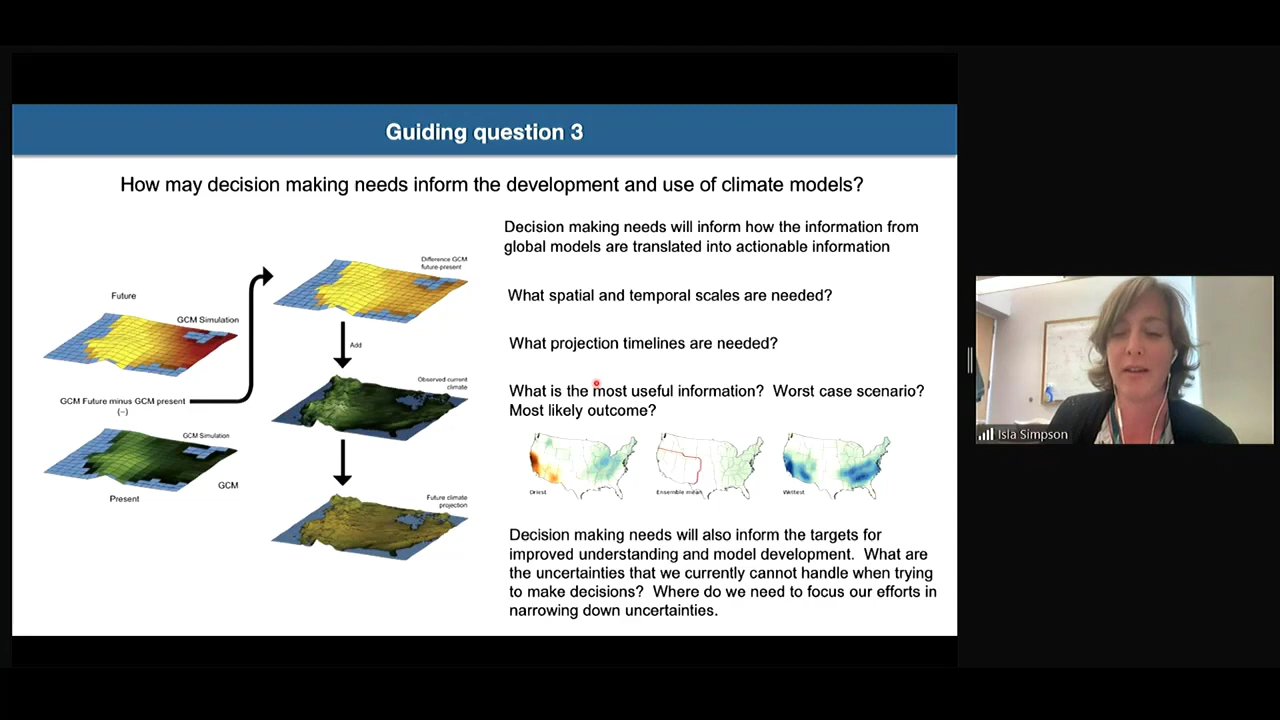 Guiding question 3
How may decision making needs inform the development and use of climate models?
Future
GCM Simulation
GCM Future minus GCM present
(–)
GCM Simulation
GCM
Present
Difference GCM
future-present
Add
Observed current
climate
Future climate
projection
Decision making needs will inform how the information from
global models are translated into actionable information
What spatial and temporal scales are needed?
What projection timelines are needed?
What is the most useful information?  Worst case scenario?
Most likely outcome?
Driest
Ensemble mean
Wettest
Decision making needs will also inform the targets for
improved understanding and model development.  What are
the uncertainties that we currently cannot handle when trying
to make decisions?  Where do we need to focus our efforts in
narrowing down uncertainties.
Isla Simpson